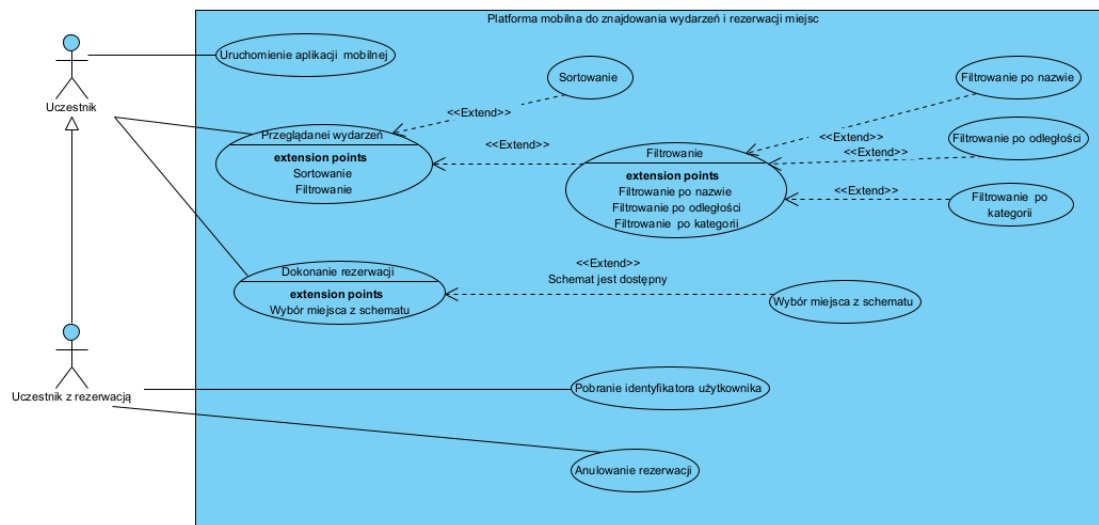 Platforma mobilna do znajdowania wydarzeń i rezerwacji miejsc
Uruchomienie aplikacji mobilnej
Uczestnik
Sortowanie
<<Extend>>
Filtrowanie po nazwie
Przeglądanei wydarzeń
extension points
Sortowanie
Filtrowanie
<<Extend>>
Filtrowanie
extension points
Filtrowanie po nazwie
Filtrowanie po odległości
Filtrowanie po kategorii
<<Extend>>
<<Extend>>
Filtrowanie po odległości
<<Extend>>
Filtrowanie po
kategorii
Dokonanie rezerwacji
extension points
Wybór miejsca z schematu
<<Extend>>
Schemat jest dostępny
Wybór miejsca z schematu
Uczestnik z rezerwacją
Pobranie identyfikatora użytkownika
Anulowanie rezerwacji